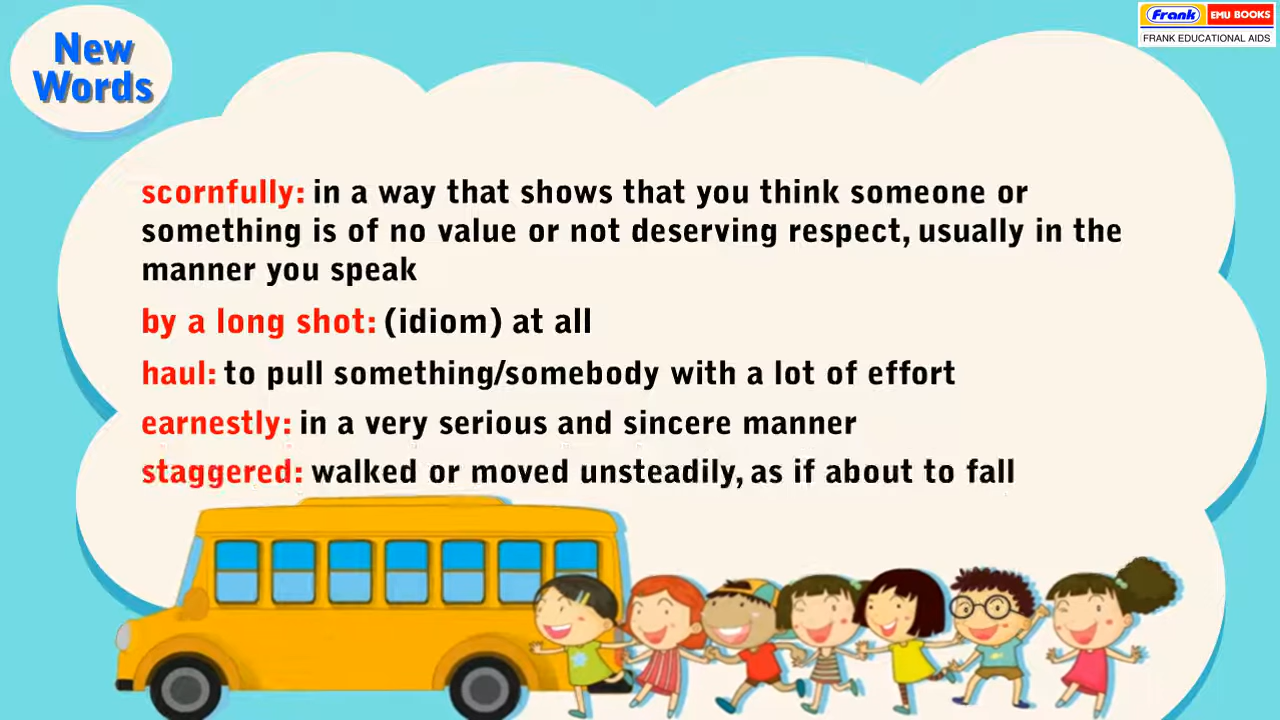 New
Words
Frank
EMU BOOKS
FRANK EDUCATIONAL AIDS
scornfully: in a way that shows that you think someone or
something is of no value or not deserving respect, usually in the
manner you speak
by a long shot: (idiom) at all
haul: to pull something/somebody with a lot of effort
earnestly: in a very serious and sincere manner
staggered: walked or moved unsteadily, as if about to fall